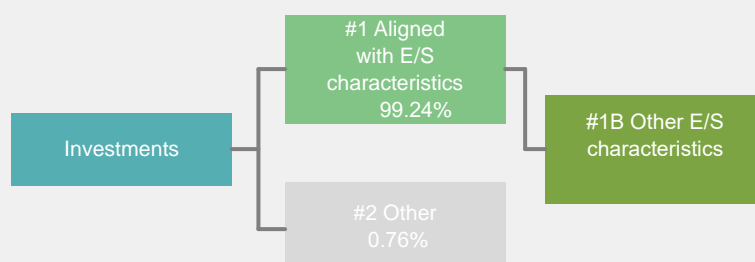 #1 Aligned
with E/S
characteristics
99.24%
Investments
#1B Other E/S
characteristics
#2 Other
0.76%